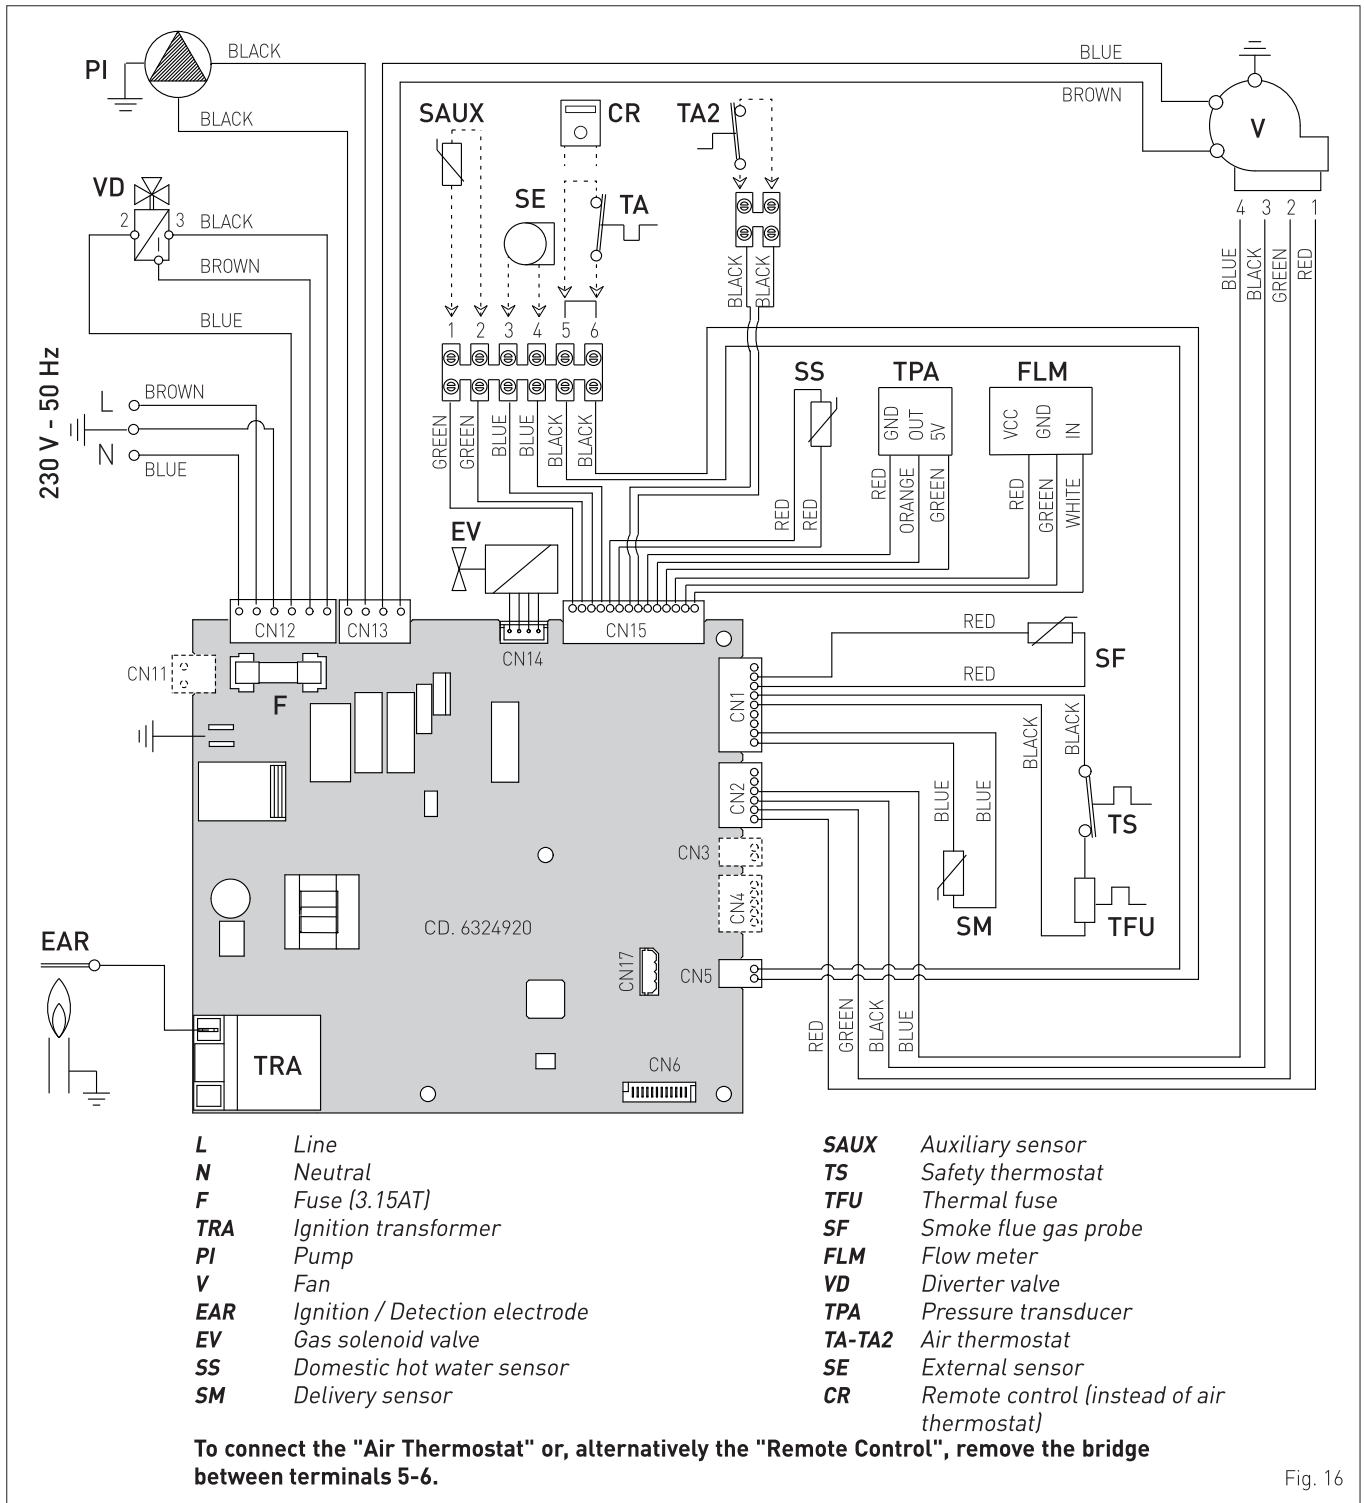 PI
BLACK
BLACK
BLUE
BROWN
V
4 3 2 1
BLUE
BLACK
GREEN
RED
SAUX
CR
TA2
SE
TA
VD
2 3
BLACK
BROWN
BLUE
BLACK
BLACK
1 2 3 4 5 6
GREEN
GREEN
BLUE
BLUE
BLACK
BLACK
230 V - 50 Hz
L
BROWN
N
BLUE
SS
RED
RED
TPA
GND
OUT
5V
RED
ORANGE
GREEN
FLM
VCC
GND
IN
RED
GREEN
WHITE
EV
CN12
CN13
CN14
CN15
CN11
F
RED
SF
RED
CN1
BLACK
BLACK
BLUE
BLUE
TS
CN2
CN3
CN4
SM
TFU
CD. 6324920
EAR
CN17
CN5
RED
GREEN
BLACK
BLUE
TRA
CN6
L Line
N Neutral
F Fuse (3.15AT)
TRA Ignition transformer
PI Pump
V Fan
EAR Ignition / Detection electrode
EV Gas solenoid valve
SS Domestic hot water sensor
SM Delivery sensor
SAUX Auxiliary sensor
TS Safety thermostat
TFU Thermal fuse
SF Smoke flue gas probe
FLM Flow meter
VD Diverter valve
TPA Pressure transducer
TA-TA2 Air thermostat
SE External sensor
CR Remote control (instead of air
thermostat)
To connect the "Air Thermostat" or, alternatively the "Remote Control", remove the bridge
between terminals 5-6.
Fig. 16